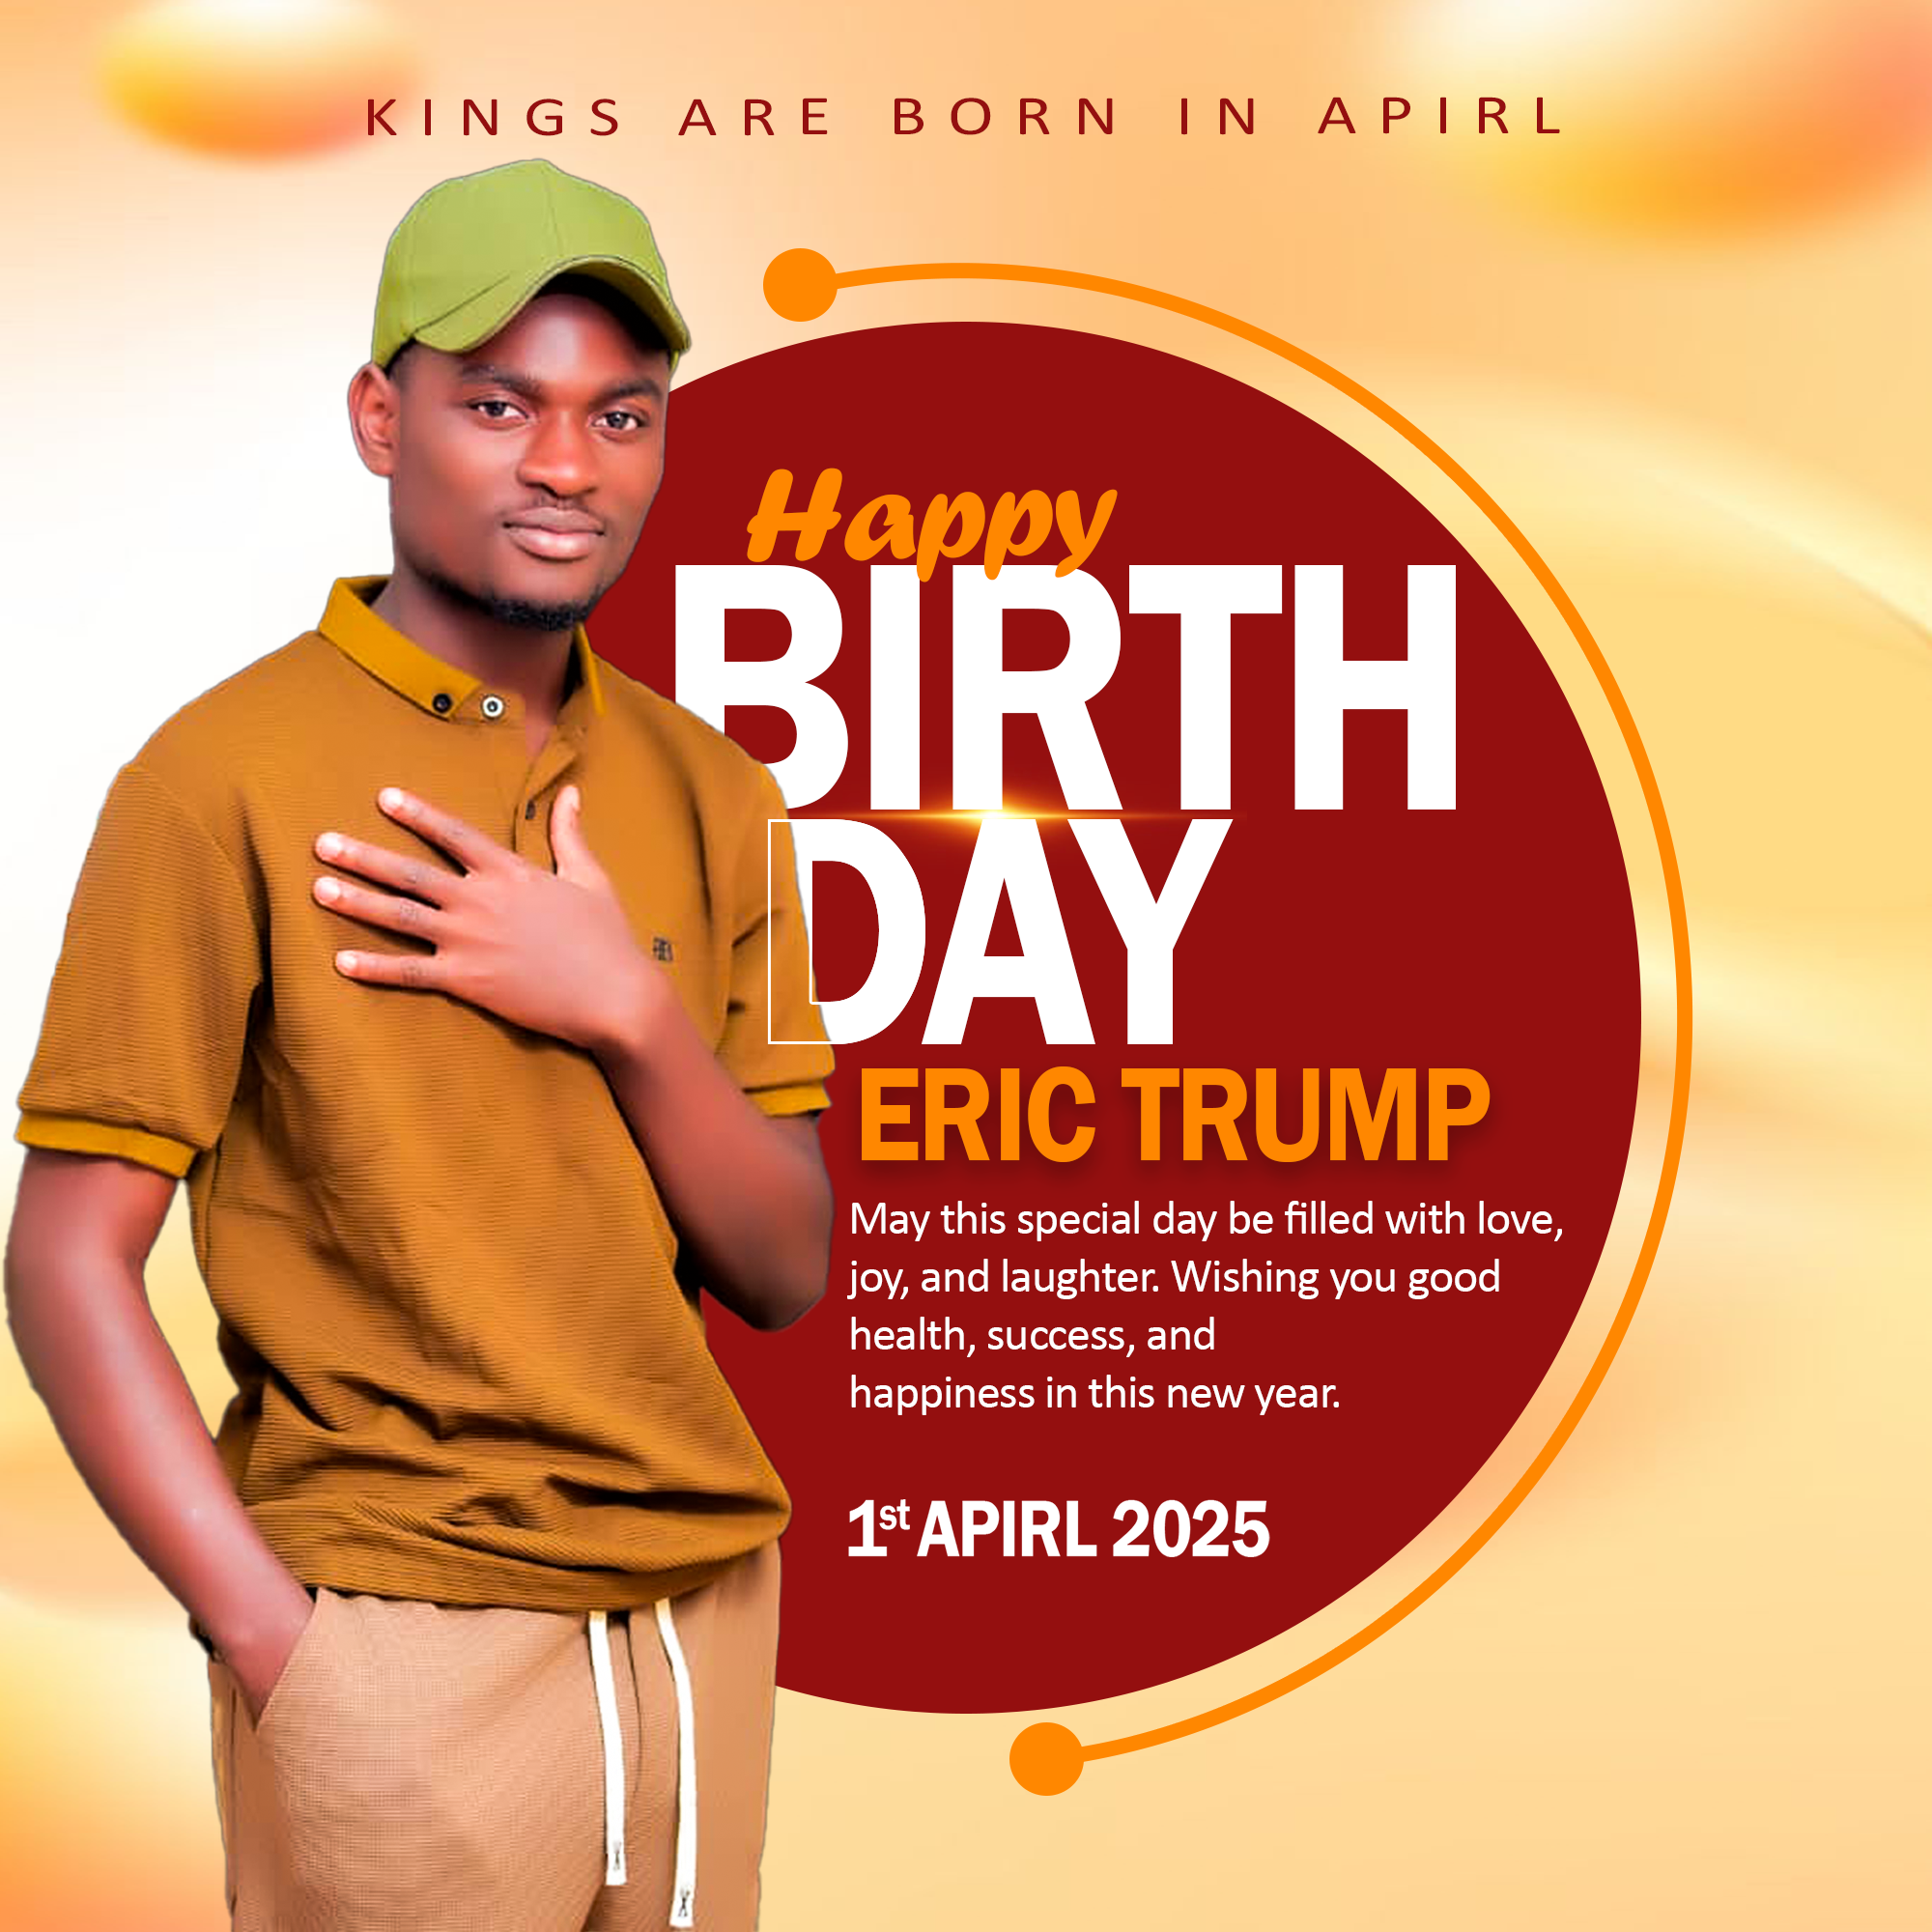 KINGS ARE BORN IN APIRL
Happy
BIRTH
DAY
ERIC TRUMP
May this special day be filled with love,
joy, and laughter. Wishing you good
health, success, and
happiness in this new year.
1st APIRL 2025